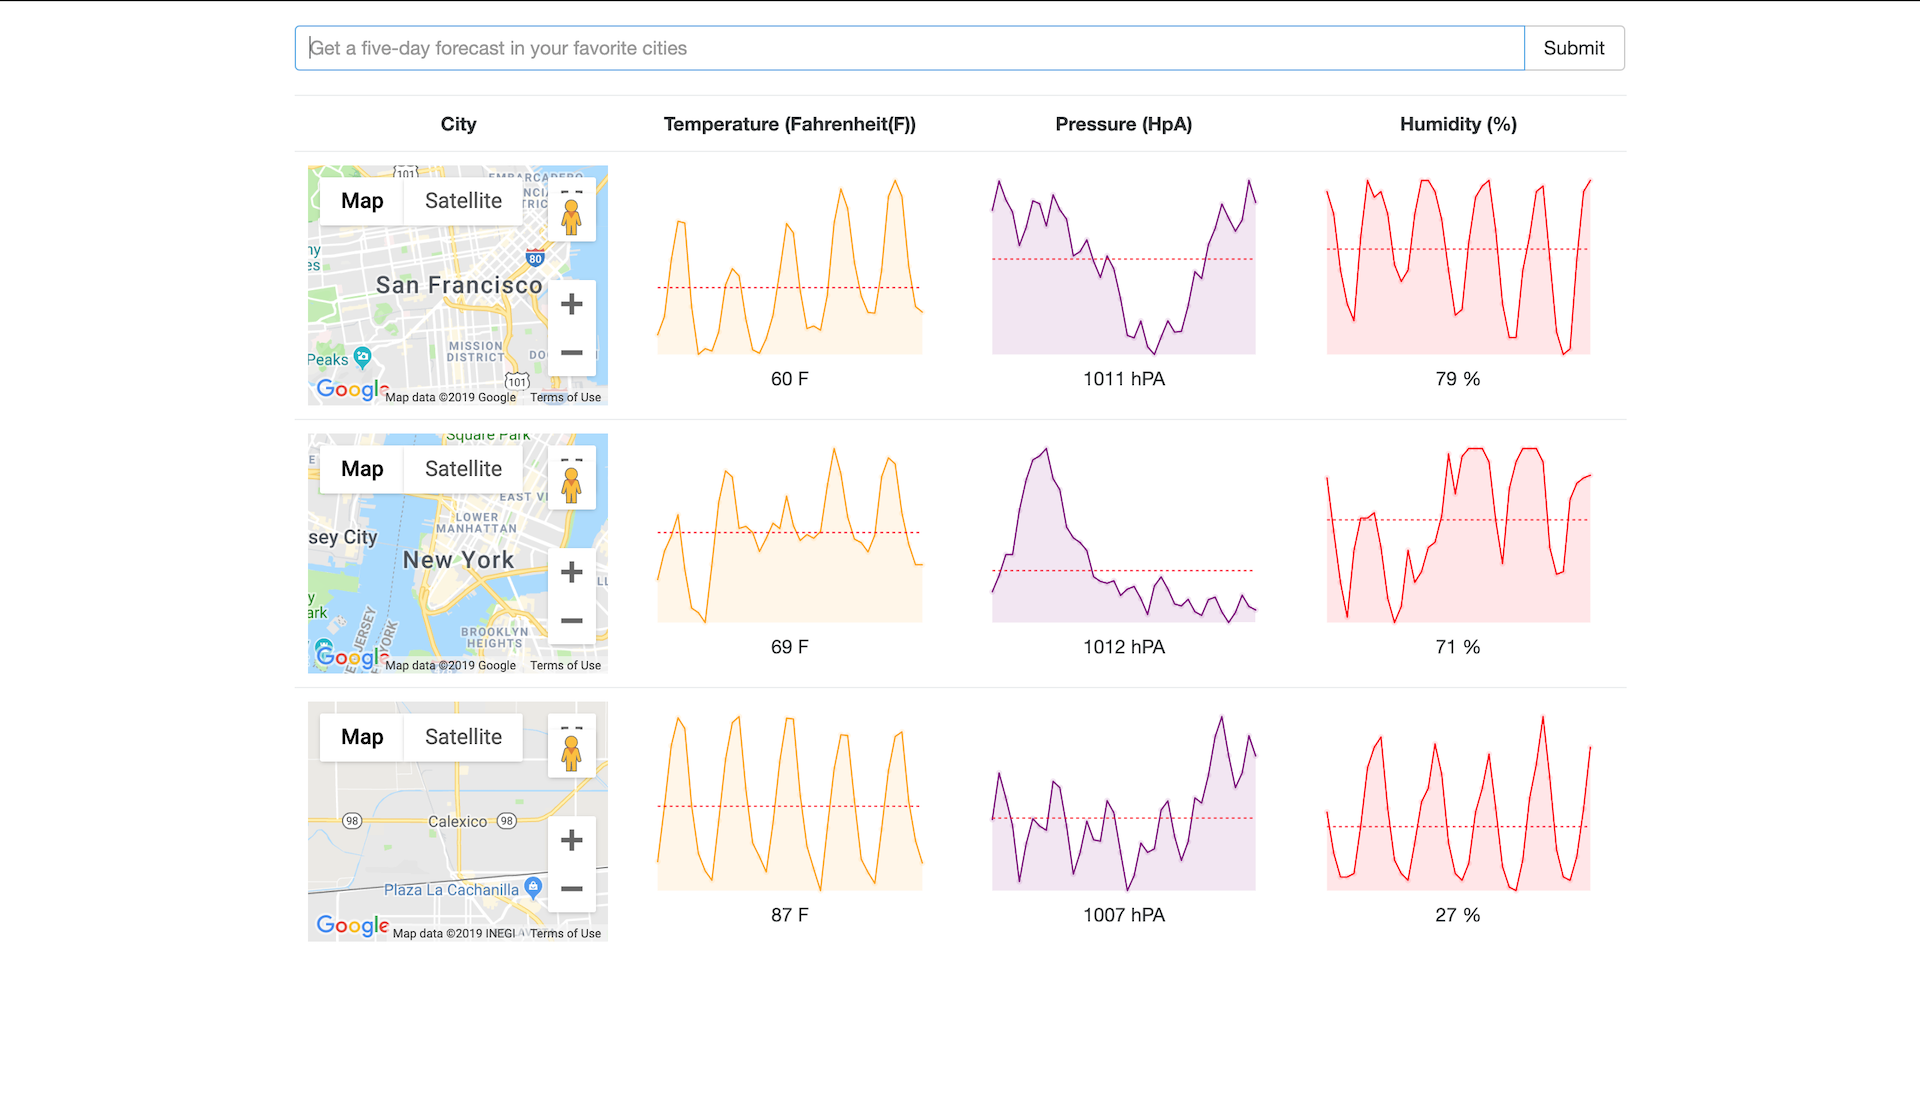 Get a five-day forecast in your favorite cities
Submit
City
Temperature (Fahrenheit(F))
Pressure (HpA)
Humidity (%)
101
EMBARCADERO
Map
Satellite
80
San Francisco
MISSION
DISTRICT
Peaks
101
Google
Map data ©2019 Google
Terms of Use
60 F
1011 hPA
79 %
Square Park
Map
Satellite
LOWER
MANHATTAN
sey City
New York
ark
BROOKLYN
HEIGHTS
JERSEY
YORK
Google
Map data ©2019 Google
Terms of Use
69 F
1012 hPA
71 %
Map
Satellite
98
Calexico
98
Plaza La Cachanilla
Google
Map data ©2019 INEGI
Terms of Use
87 F
1007 hPA
27 %